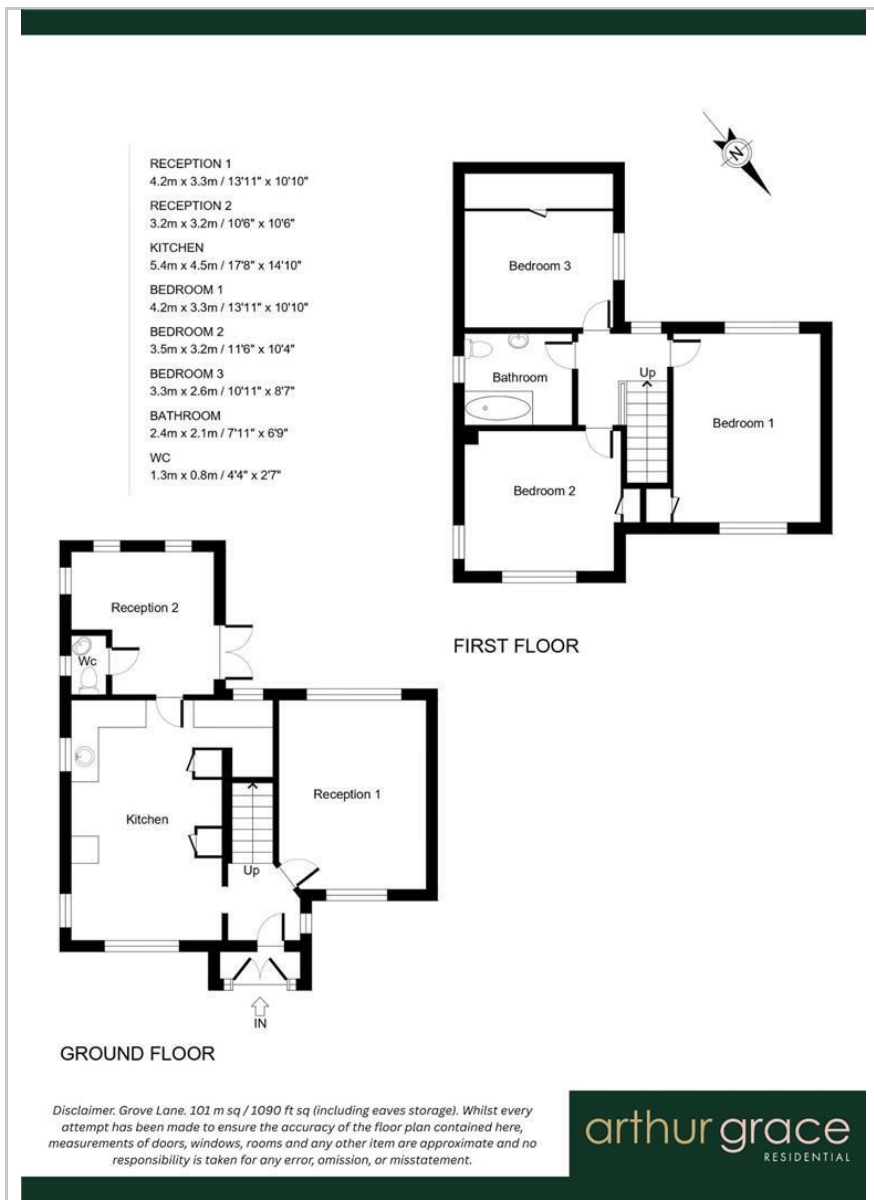 RECEPTION 1
4.2m x 3.3m / 13'11" x 10'10"
RECEPTION 2
3.2m x 3.2m / 10'6" x 10'6"
KITCHEN
5.4m x 4.5m / 17'8" x 14'10"
BEDROOM 1
4.2m x 3.3m / 13'11" x 10'10"
BEDROOM 2
3.5m x 3.2m / 11'6" x 10'4"
BEDROOM 3
3.3m x 2.6m / 10'11" x 8'7"
BATHROOM
2.4m x 2.1m / 7'11" x 6'9"
WC
1.3m x 0.8m / 4'4" x 2'7"
N
Bedroom 3
Bathroom
Up
Bedroom 1
Bedroom 2
FIRST FLOOR
Reception 2
Wc
Reception 1
Kitchen
Up
IN
GROUND FLOOR
Disclaimer. Grove Lane. 101 m sq / 1090 ft sq (including eaves storage). Whilst every
attempt has been made to ensure the accuracy of the floor plan contained here,
measurements of doors, windows, rooms and any other item are approximate and no
responsibility is taken for any error, omission, or misstatement.
arthur grace
RESIDENTIAL